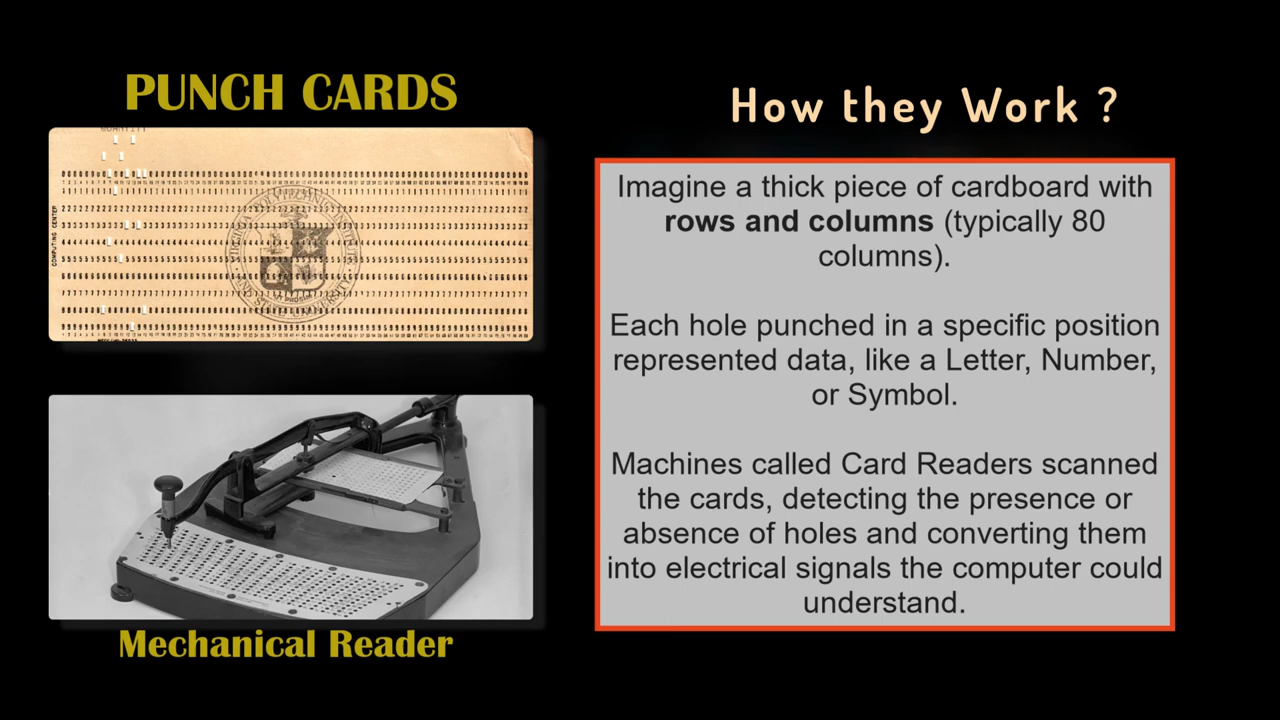 PUNCH CARDS
How they Work ?
COMPUTING CENTER
Imagine a thick piece of cardboard with
rows and columns (typically 80
columns).
Each hole punched in a specific position
represented data, like a Letter, Number,
or Symbol.
Machines called Card Readers scanned
the cards, detecting the presence or
absence of holes and converting them
into electrical signals the computer could
understand.
Mechanical Reader